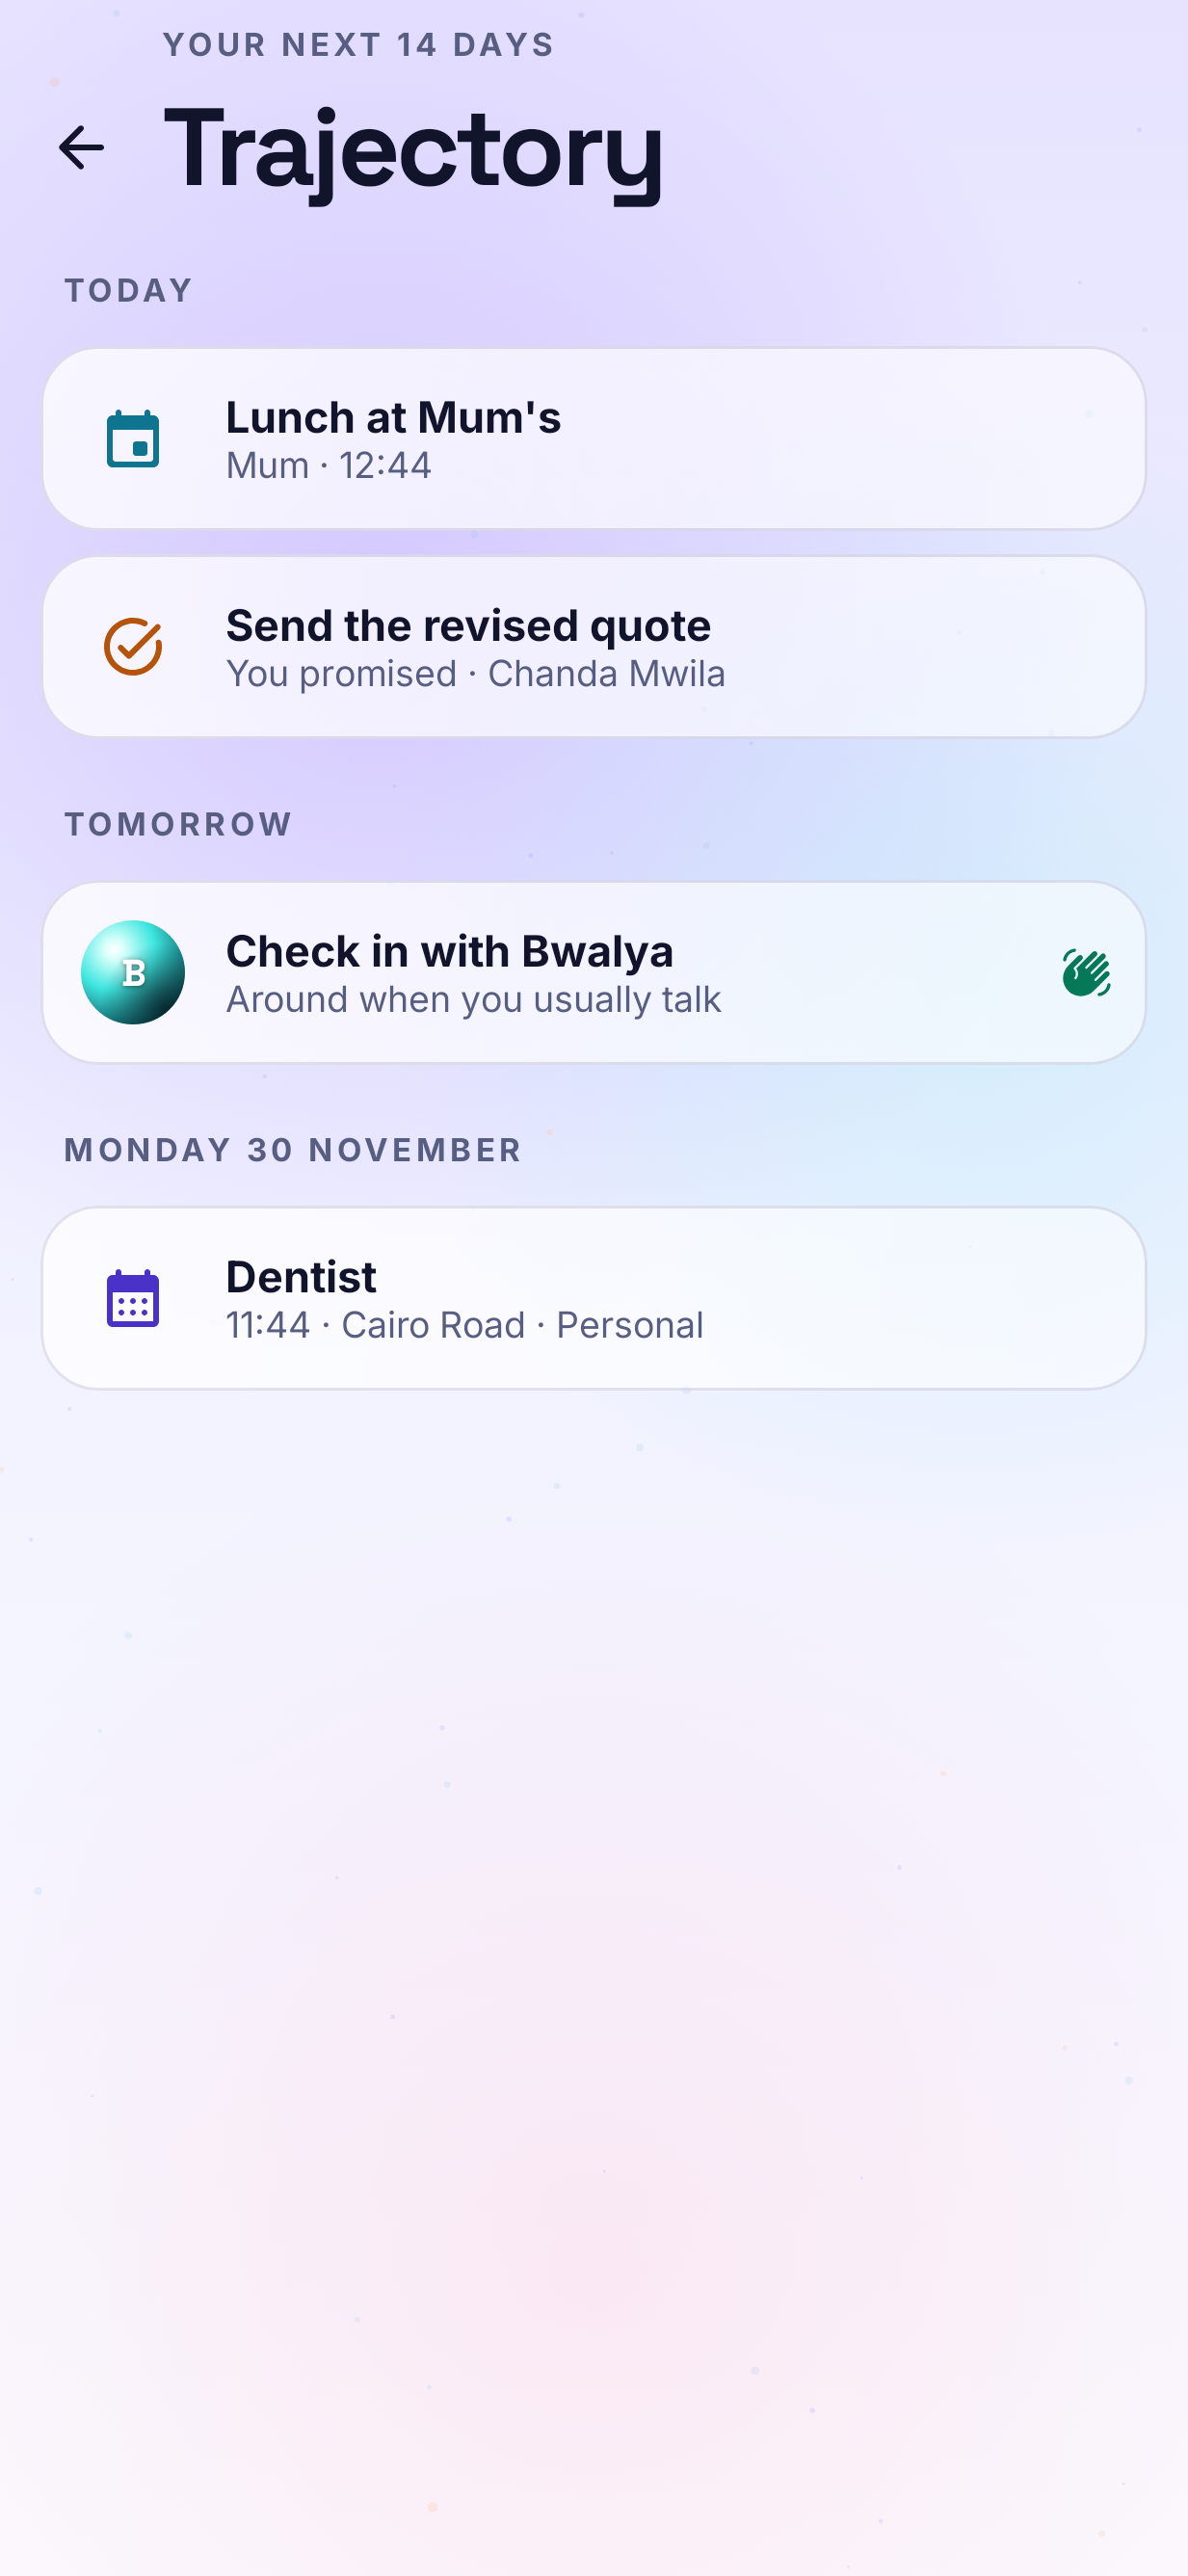 YOUR NEXT 14 DAYS
Trajectory
TODAY
Lunch at Mum's
Mum · 12:44
Send the revised quote
You promised · Chanda Mwila
TOMORROW
B
Check in with Bwalya
Around when you usually talk
MONDAY 30 NOVEMBER
Dentist
11:44 · Cairo Road · Personal